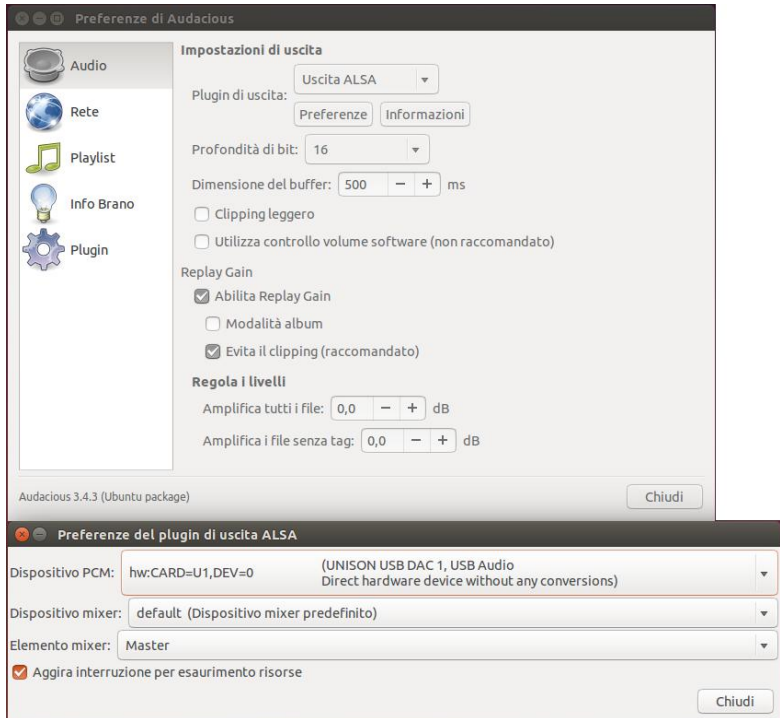 Preferenze di Audacious
Audio
Rete
Playlist
Info Brano
Plugin
Impostazioni di uscita
Plugin di uscita: Uscita ALSA
Preferenze Informazioni
Profondità di bit: 16
Dimensione del buffer: 500 − + ms
Clipping leggero
Utilizza controllo volume software (non raccomandato)
Replay Gain
Abilita Replay Gain
Modalità album
Evita il clipping (raccomandato)
Regola i livelli
Amplifica tutti i file: 0,0 − + dB
Amplifica i file senza tag: 0,0 − + dB
Audacious 3.4.3 (Ubuntu package)
Chiudi
Preferenze del plugin di uscita ALSA
Dispositivo PCM: hw:CARD=U1,DEV=0 (UNISON USB DAC 1, USB Audio
Direct hardware device without any conversions)
Dispositivo mixer: default (Dispositivo mixer predefinito)
Elemento mixer: Master
Aggira interruzione per esaurimento risorse
Chiudi